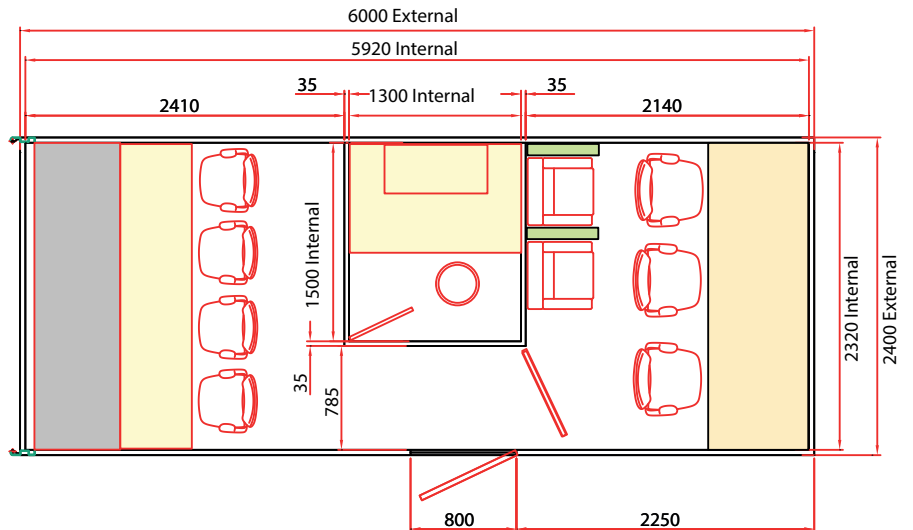 6000 External
5920 Internal
35
35
2410
1300 Internal
2140
1500 Internal
2320 Internal
2400 External
35
785
800
2250